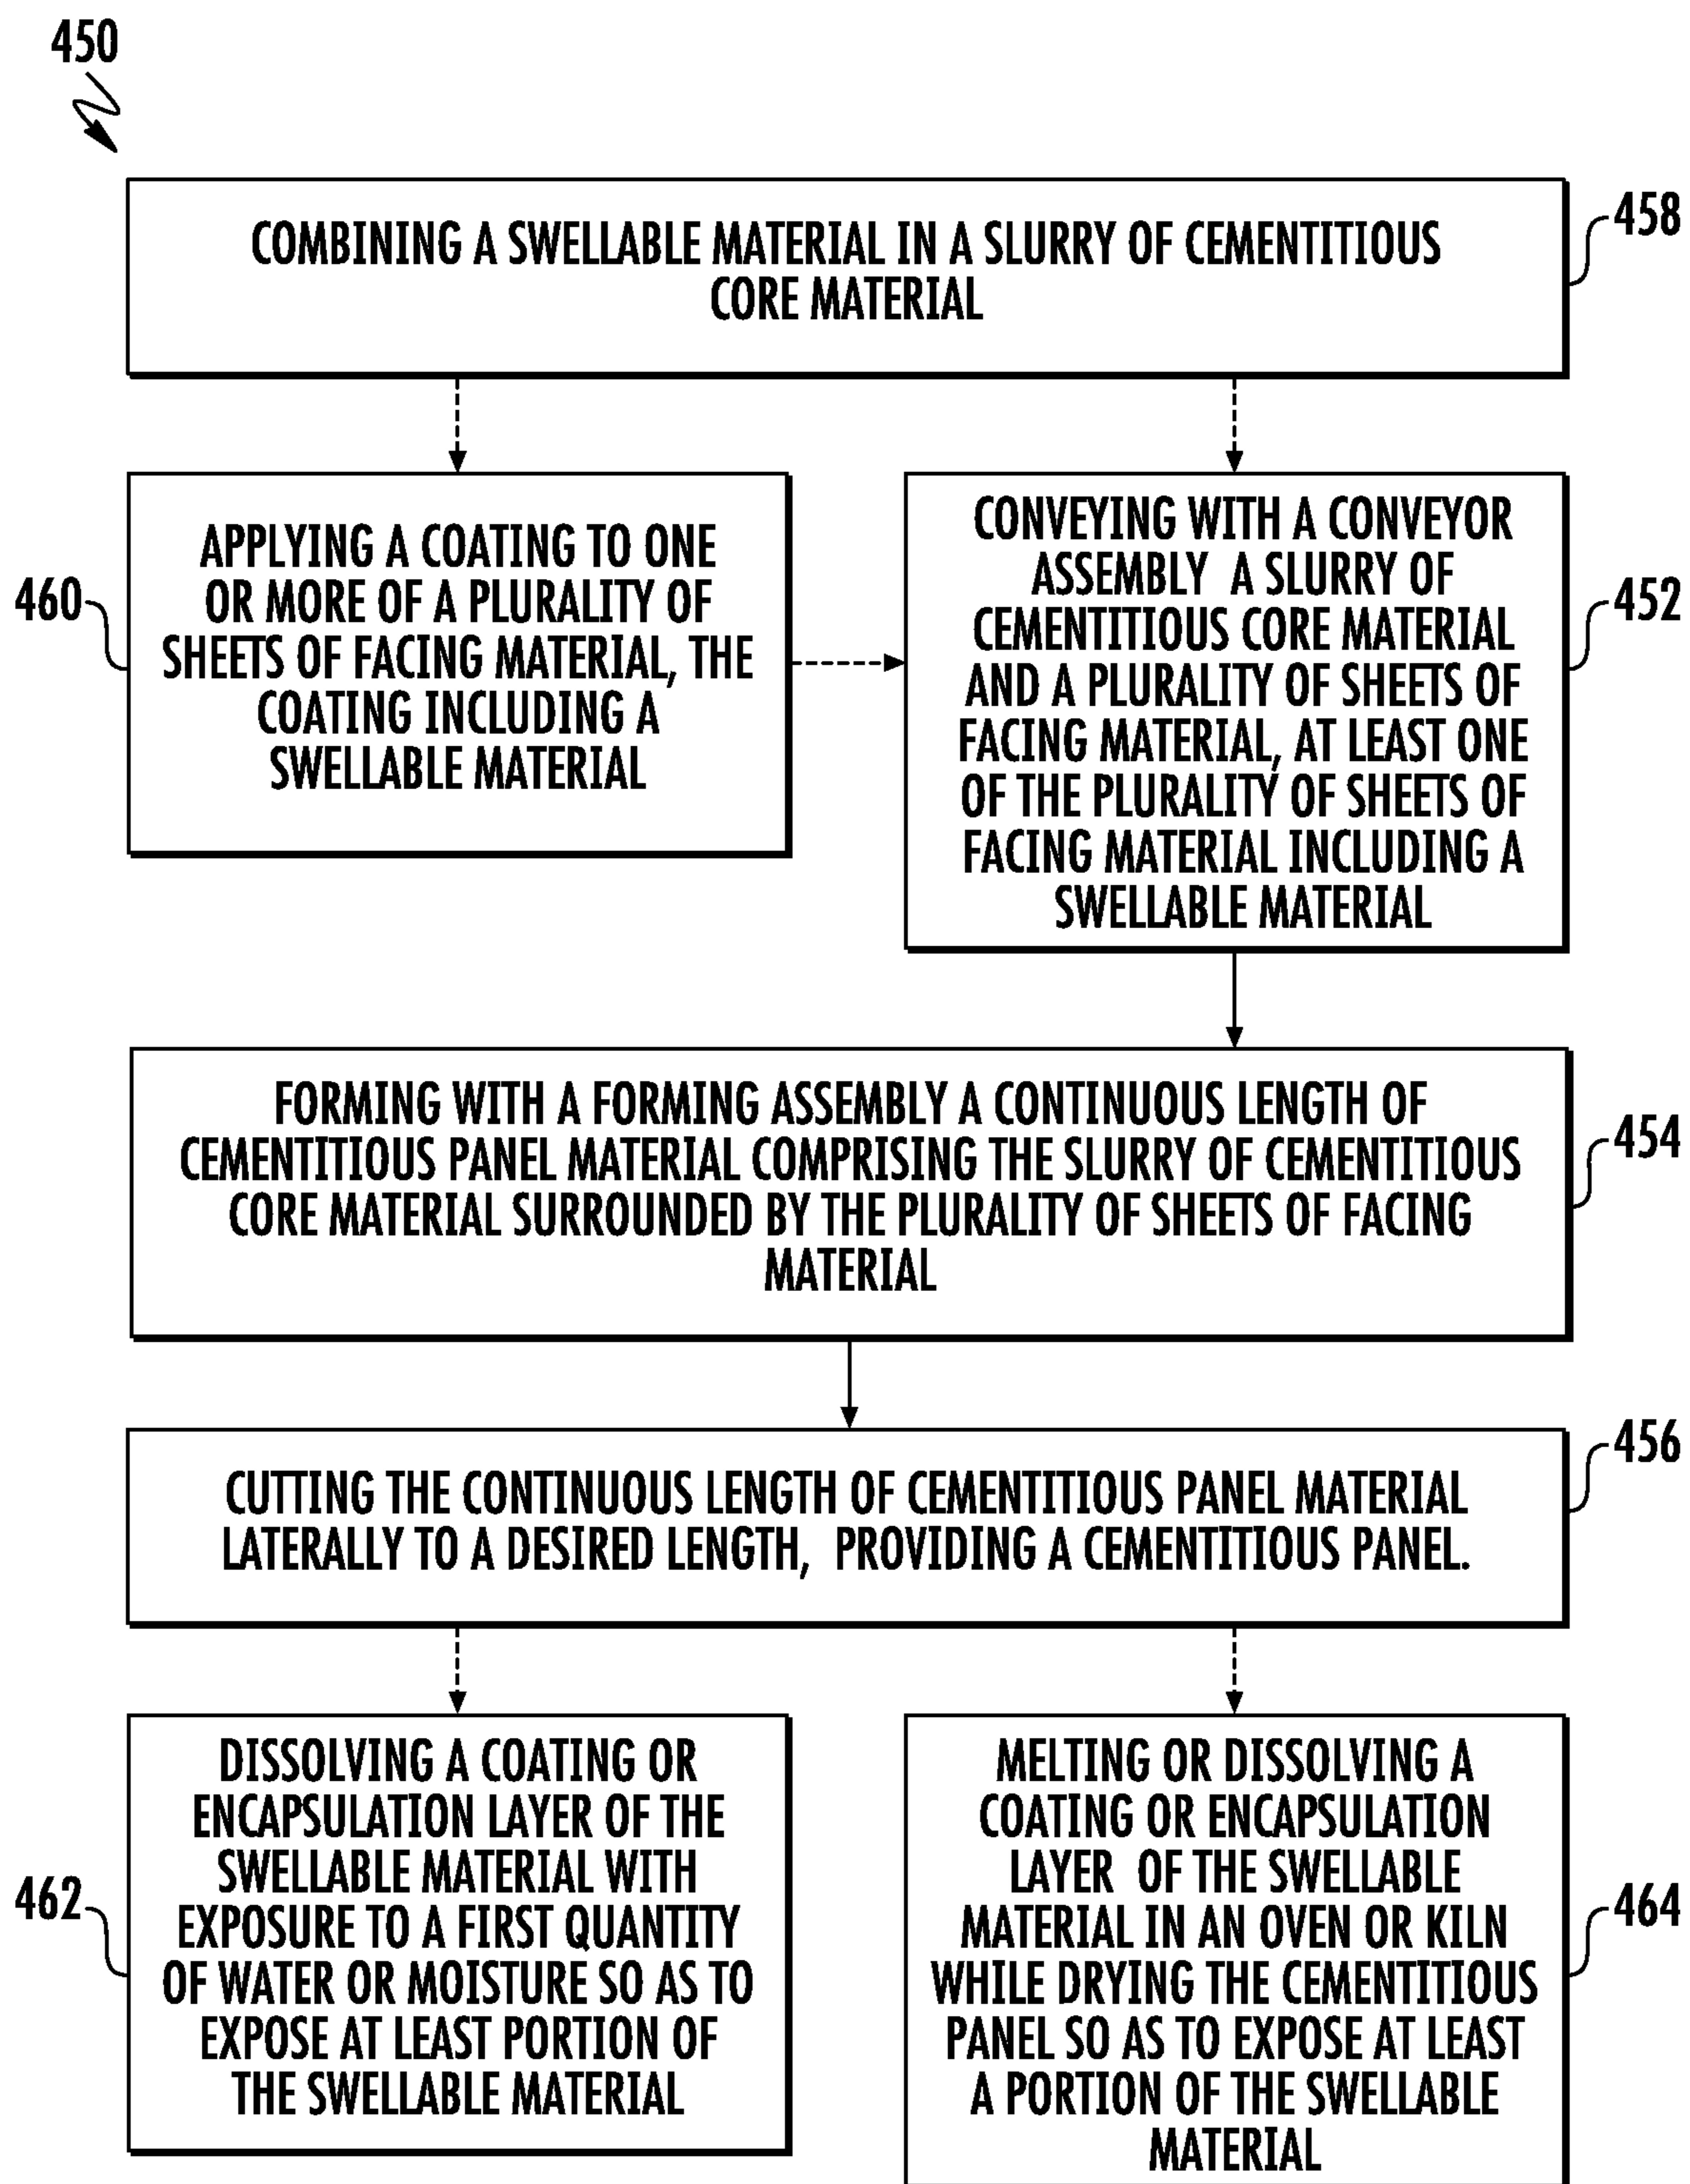 450
COMBINING A SWELLABLE MATERIAL IN A SLURRY OF CEMENTITIOUS
CORE MATERIAL
458
APPLYING A COATING TO ONE
OR MORE OF A PLURALITY OF
SHEETS OF FACING MATERIAL, THE
COATING INCLUDING A
SWELLABLE MATERIAL
460
CONVEYING WITH A CONVEYOR
ASSEMBLY A SLURRY OF
CEMENTITIOUS CORE MATERIAL
AND A PLURALITY OF SHEETS OF
FACING MATERIAL, AT LEAST ONE
OF THE PLURALITY OF SHEETS OF
FACING MATERIAL INCLUDING A
SWELLABLE MATERIAL
452
FORMING WITH A FORMING ASSEMBLY A CONTINUOUS LENGTH OF
CEMENTITIOUS PANEL MATERIAL COMPRISING THE SLURRY OF CEMENTITIOUS
CORE MATERIAL SURROUNDED BY THE PLURALITY OF SHEETS OF FACING
MATERIAL
454
CUTTING THE CONTINUOUS LENGTH OF CEMENTITIOUS PANEL MATERIAL
LATERALLY TO A DESIRED LENGTH, PROVIDING A CEMENTITIOUS PANEL.
456
DISSOLVING A COATING OR
ENCAPSULATION LAYER OF THE
SWELLABLE MATERIAL WITH
EXPOSURE TO A FIRST QUANTITY
OF WATER OR MOISTURE SO AS TO
EXPOSE AT LEAST PORTION OF
THE SWELLABLE MATERIAL
462
MELTING OR DISSOLVING A
COATING OR ENCAPSULATION
LAYER OF THE SWELLABLE
MATERIAL IN AN OVEN OR KILN
WHILE DRYING THE CEMENTITIOUS
PANEL SO AS TO EXPOSE AT LEAST
A PORTION OF THE SWELLABLE
MATERIAL
464